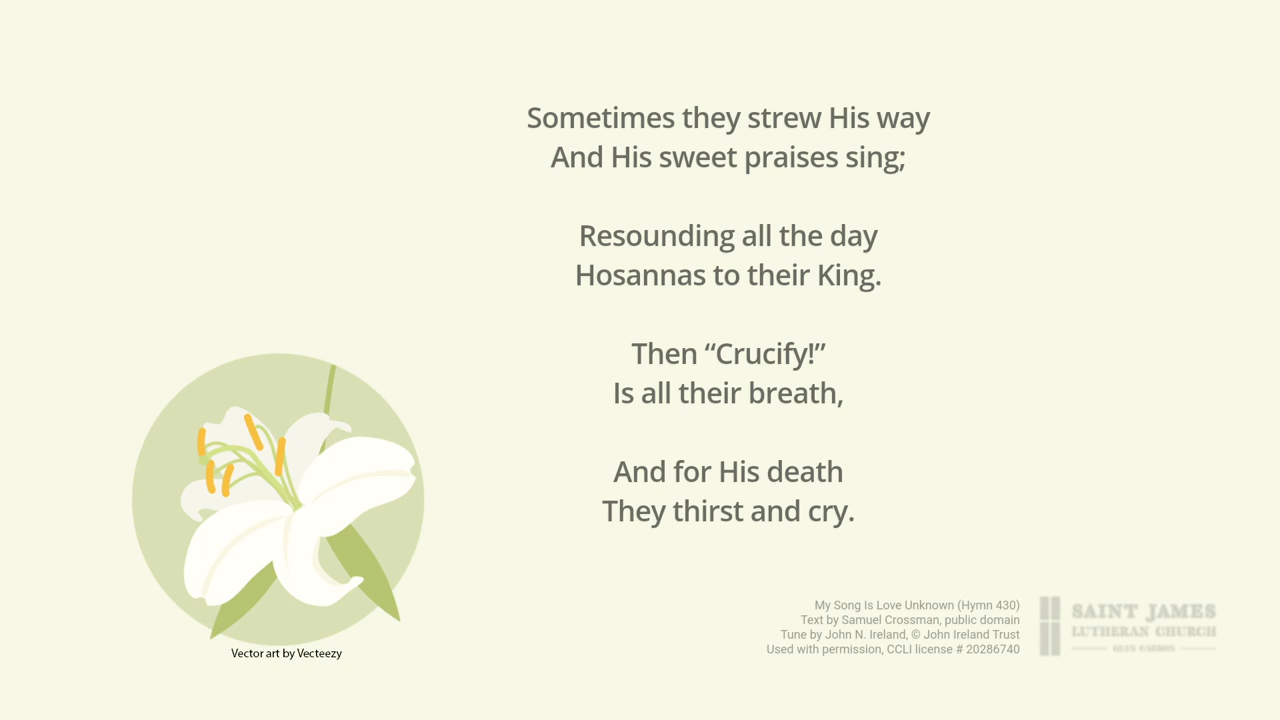 Sometimes they strew His way
And His sweet praises sing;
Resounding all the day
Hosannas to their King.
Then “Crucify!”
Is all their breath,
And for His death
They thirst and cry.
Vector art by Vecteezy
My Song Is Love Unknown (Hymn 430)
Text by Samuel Crossman, public domain
Tune by John N. Ireland, © John Ireland Trust
Used with permission, CCLI license # 20286740
SAINT JAMES
LUTHERAN CHURCH
GLEN CARBON